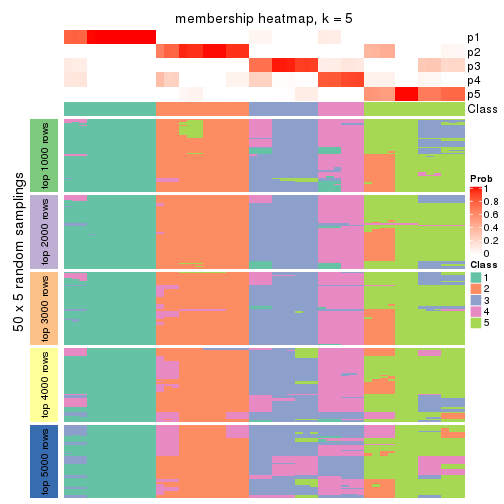 membership heatmap, k = 5
p1
p2
p3
p4
p5
Class
50 x 5 random samplings
top 1000 rows
top 2000 rows
top 3000 rows
top 4000 rows
top 5000 rows
Prob
1
0.8
0.6
0.4
0.2
0
Class
1
2
3
4
5